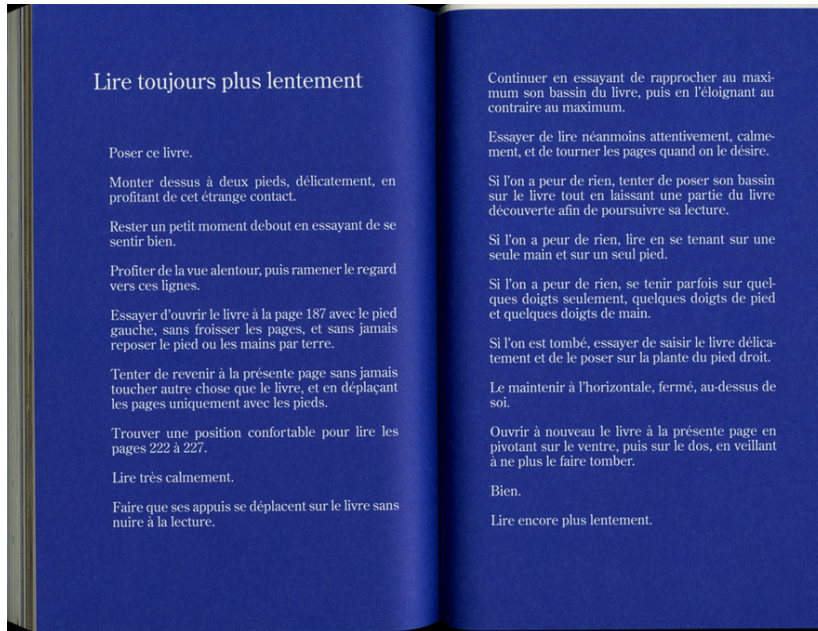 Lire toujours plus lentement
Poser ce livre.
Monter dessus à deux pieds, délicatement, en
profitant de cet étrange contact.
Rester un petit moment debout en essayant de se
sentir bien.
Profiter de la vue alentour, puis ramener le regard
vers ces lignes.
Essayer d'ouvrir le livre à la page 187 avec le pied
gauche, sans froisser les pages, et sans jamais
reposer le pied ou les mains par terre.
Tenter de revenir à la présente page sans jamais
toucher autre chose que le livre, et en déplaçant
les pages uniquement avec les pieds.
Trouver une position confortable pour lire les
pages 222 à 227.
Lire très calmement.
Faire que ses appuis se déplacent sur le livre sans
nuire à la lecture.
Continuer en essayant de rapprocher au maxi-
mum son bassin du livre, puis en l'éloignant au
contraire au maximum.
Essayer de lire néanmoins attentivement, calme-
ment, et de tourner les pages quand on le désire.
Si l'on a peur de rien, tenter de poser son bassin
sur le livre tout en laissant une partie du livre
découverte afin de poursuivre sa lecture.
Si l'on a peur de rien, lire en se tenant sur une
seule main et sur un seul pied.
Si l'on a peur de rien, se tenir parfois sur quel-
ques doigts seulement, quelques doigts de pied
et quelques doigts de main.
Si l'on est tombé, essayer de saisir le livre délica-
tement et de le poser sur la plante du pied droit.
Le maintenir à l'horizontale, fermé, au-dessus de
soi.
Ouvrir à nouveau le livre à la présente page en
pivotant sur le ventre, puis sur le dos, en veillant
à ne plus le faire tomber.
Bien.
Lire encore plus lentement.